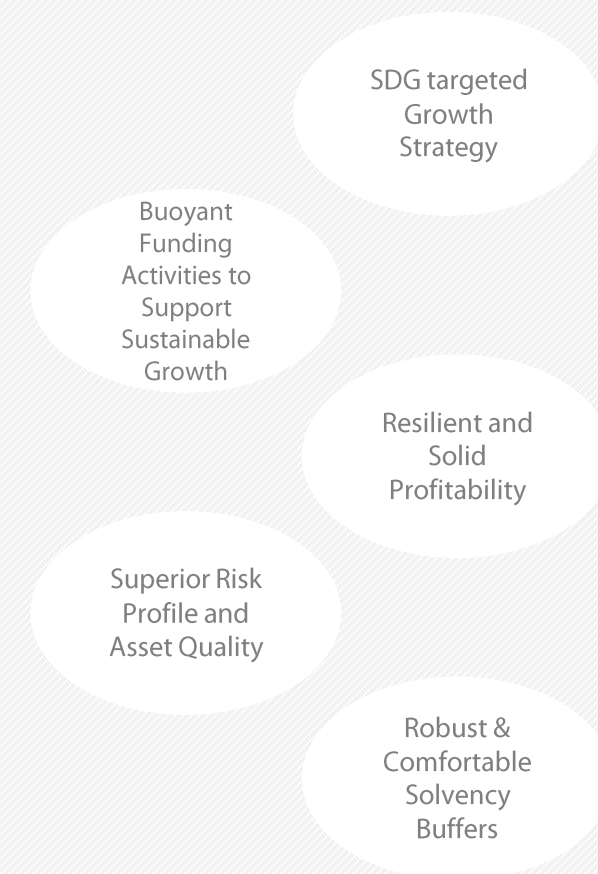 SDG targeted
Growth
Strategy
Buoyant
Funding
Activities to
Support
Sustainable
Growth
Resilient and
Solid
Profitability
Superior Risk
Profile and
Asset Quality
Robust &
Comfortable
Solvency
Buffers